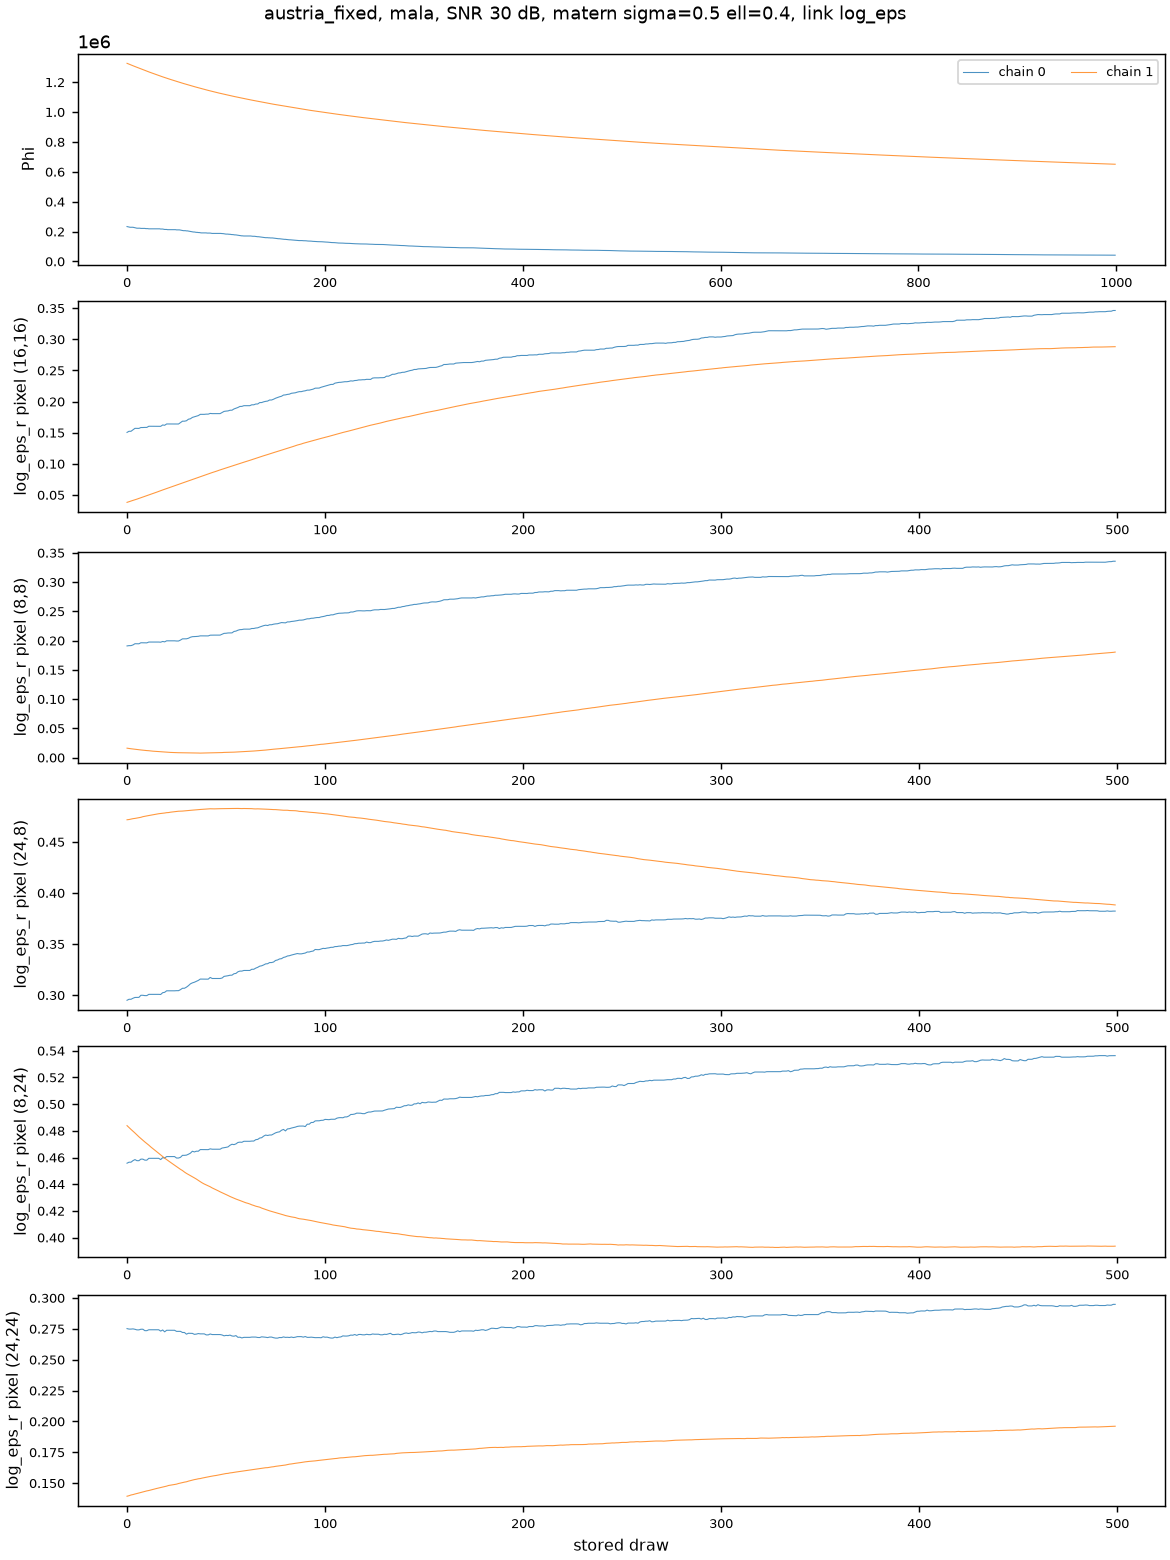 austria_fixed, mala, SNR 30 dB, matern sigma=0.5 ell=0.4, link log_eps
1e6
chain 0 chain 1
Phi
1.2
1.0
0.8
0.6
0.4
0.2
0.0
0 200 400 600 800 1000
log_eps_r pixel (16,16)
0.35
0.30
0.25
0.20
0.15
0.10
0.05
0 100 200 300 400 500
log_eps_r pixel (8,8)
0.35
0.30
0.25
0.20
0.15
0.10
0.05
0.00
0 100 200 300 400 500
log_eps_r pixel (24,8)
0.45
0.40
0.35
0.30
0 100 200 300 400 500
log_eps_r pixel (8,24)
0.54
0.52
0.50
0.48
0.46
0.44
0.42
0.40
0 100 200 300 400 500
log_eps_r pixel (24,24)
0.300
0.275
0.250
0.225
0.200
0.175
0.150
0 100 200 300 400 500
stored draw